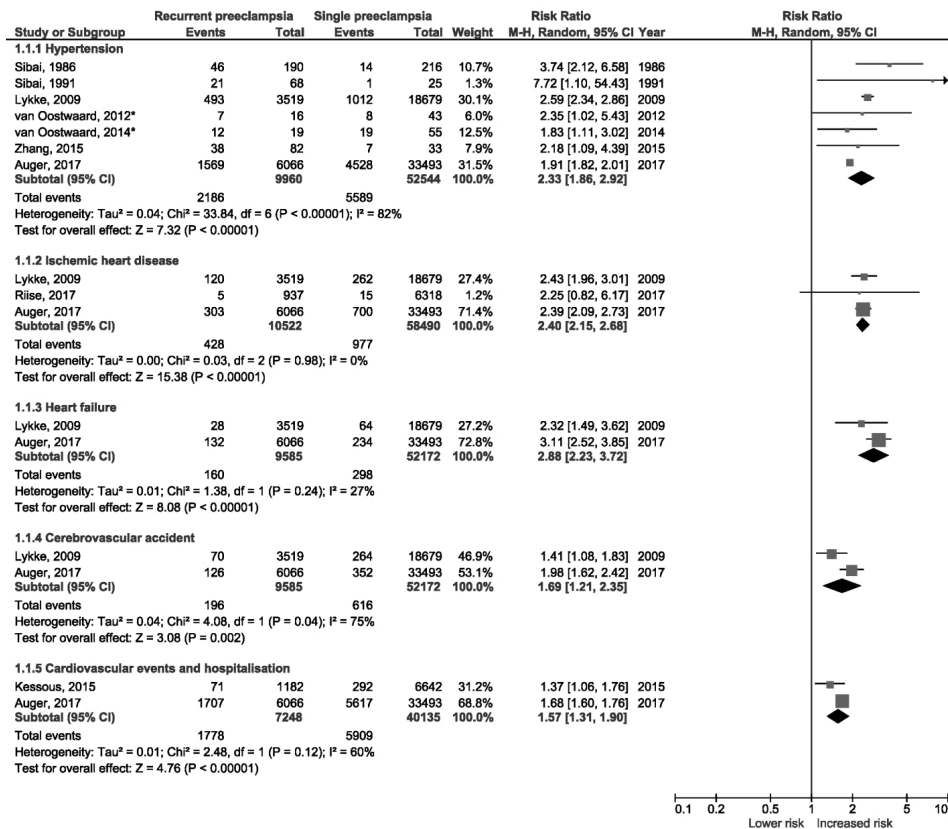 Recurrent preeclampsia Single preeclampsia Risk Ratio Risk Ratio
Study or Subgroup Events Total Events Total Weight M-H, Random, 95% CI Year M-H, Random, 95% CI
1.1.1 Hypertension
Sibai, 1986 46 190 14 216 10.7% 3.74 [2.12, 6.58] 1986
Sibai, 1991 21 68 1 25 1.2% 7.72 [1.10, 54.43] 1991
Lykke, 2009 493 3519 1012 18679 30.1% 2.59 [2.34, 2.86] 2009
van Oostwaard, 2012* 7 16 8 43 6.0% 2.35 [1.02, 5.43] 2012
van Oostwaard, 2014* 12 19 19 55 12.5% 1.83 [1.11, 3.02] 2014
Zhang, 2015 38 82 7 33 7.9% 2.18 [1.09, 4.39] 2015
Auger, 2017 1569 6066 4528 33493 31.5% 1.91 [1.82, 2.01] 2017
Subtotal (95% CI) 9960 52544 100.0% 2.33 [1.86, 2.92]
Total events 2186 5589
Heterogeneity: Tau² = 0.04; Chi² = 33.84, df = 6 (P < 0.00001); I² = 82%
Test for overall effect: Z = 7.32 (P < 0.00001)
1.1.2 Ischemic heart disease
Lykke, 2009 120 3519 262 18679 27.4% 2.43 [1.96, 3.01] 2009
Riise, 2017 5 937 15 6318 1.2% 2.25 [0.82, 6.17] 2017
Auger, 2017 303 6066 700 33493 71.4% 2.39 [2.09, 2.73] 2017
Subtotal (95% CI) 10522 58490 100.0% 2.40 [2.15, 2.68]
Total events 428 977
Heterogeneity: Tau² = 0.00; Chi² = 0.03, df = 2 (P = 0.98); I² = 0%
Test for overall effect: Z = 15.38 (P < 0.00001)
1.1.3 Heart failure
Lykke, 2009 28 3519 64 18679 27.2% 2.32 [1.49, 3.62] 2009
Auger, 2017 132 6066 234 33493 72.8% 3.11 [2.52, 3.85] 2017
Subtotal (95% CI) 9585 52172 100.0% 2.88 [2.23, 3.72]
Total events 160 298
Heterogeneity: Tau² = 0.01; Chi² = 1.38, df = 1 (P = 0.24); I² = 27%
Test for overall effect: Z = 8.08 (P < 0.00001)
1.1.4 Cerebrovascular accident
Lykke, 2009 70 3519 264 18679 46.9% 1.41 [1.08, 1.83] 2009
Auger, 2017 126 6066 352 33493 53.1% 1.98 [1.62, 2.42] 2017
Subtotal (95% CI) 9585 52172 100.0% 1.69 [1.21, 2.35]
Total events 196 616
Heterogeneity: Tau² = 0.04; Chi² = 4.08, df = 1 (P = 0.04); I² = 75%
Test for overall effect: Z = 3.08 (P = 0.002)
1.1.5 Cardiovascular events and hospitalisation
Kessous, 2015 71 1182 292 6642 31.2% 1.37 [1.06, 1.76] 2015
Auger, 2017 1707 6066 5617 33493 68.8% 1.68 [1.60, 1.76] 2017
Subtotal (95% CI) 7248 40135 100.0% 1.57 [1.31, 1.90]
Total events 1778 5909
Heterogeneity: Tau² = 0.01; Chi² = 2.48, df = 1 (P = 0.12); I² = 60%
Test for overall effect: Z = 4.76 (P < 0.00001)
0.1 0.2 0.5 1 2 5 10
Lower risk Increased risk